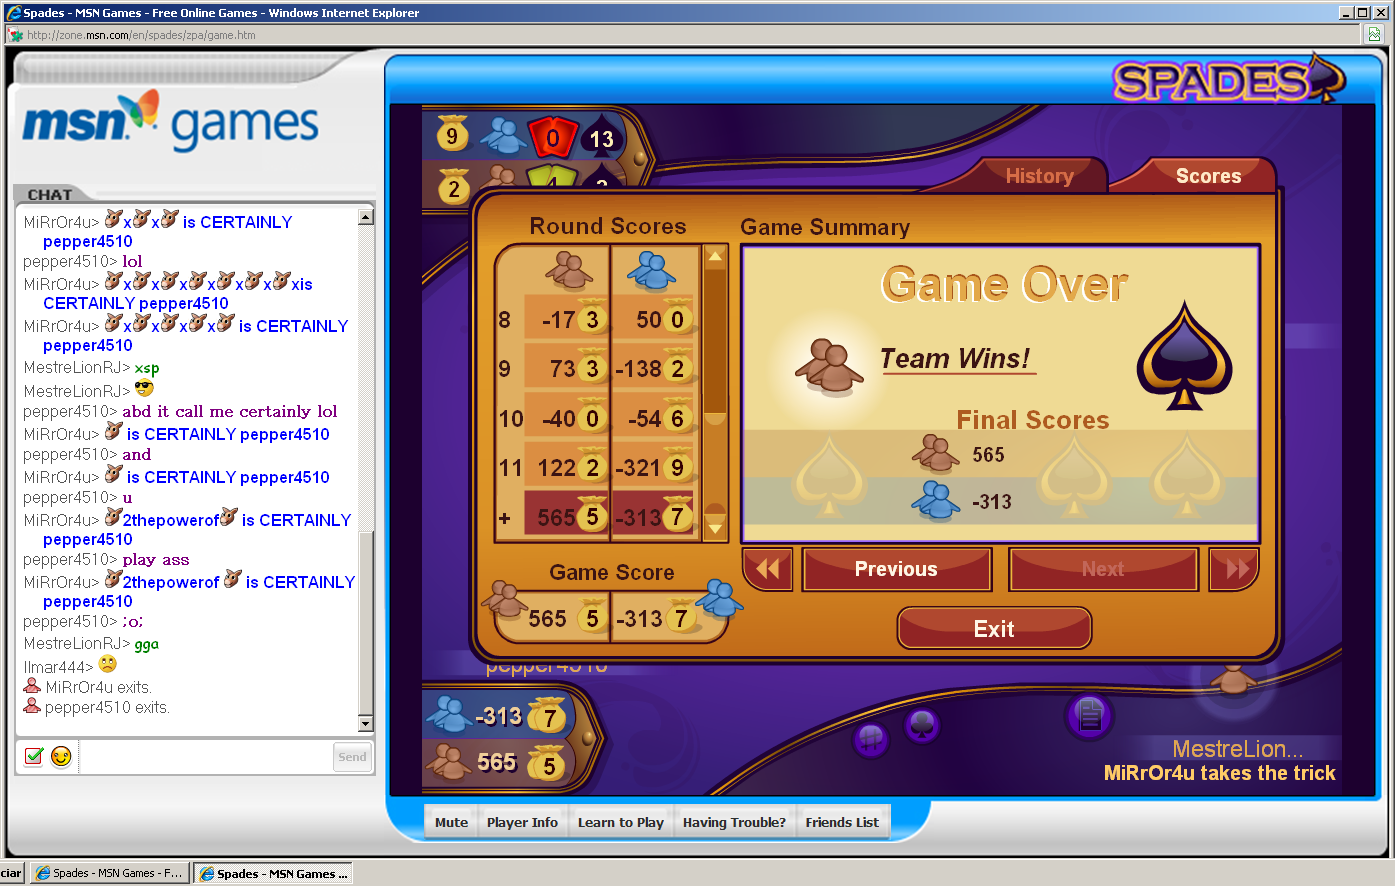 Spades - MSN Games - Free Online Games - Windows Internet Explorer
http://zone.msn.com/en/spades/zpa/game.htm
msn games
CHAT
MiRrOr4u> x x is CERTAINLY
pepper4510
pepper4510> lol
MiRrOr4u> x x x x x xis
CERTAINLY pepper4510
MiRrOr4u> x x x x is CERTAINLY
pepper4510
MestreLionRJ> xsp
MestreLionRJ>
pepper4510> abd it call me certainly lol
MiRrOr4u> is CERTAINLY pepper4510
pepper4510> and
MiRrOr4u> is CERTAINLY pepper4510
pepper4510> u
MiRrOr4u> 2thepowerof is CERTAINLY
pepper4510
pepper4510> play ass
MiRrOr4u> 2thepowerof is CERTAINLY
pepper4510
pepper4510> ;o;
MestreLionRJ> gga
llmar444>
MiRrOr4u exits.
pepper4510 exits.
Send
SPADES
9 0 13
2
History
Scores
Round Scores
8 -17 3 50 0
9 73 3 -138 2
10 -40 0 -54 6
11 122 2 -321 9
+ 565 5 -313 7
Game Score
565 5 -313 7
Game Summary
Game Over
Team Wins!
Final Scores
565
-313
Previous
Next
Exit
pepper4510
-313 7
565 5
MestreLion...
MiRrOr4u takes the trick
Mute
Player Info
Learn to Play
Having Trouble?
Friends List
ciar
Spades - MSN Games - F...
Spades - MSN Games ...